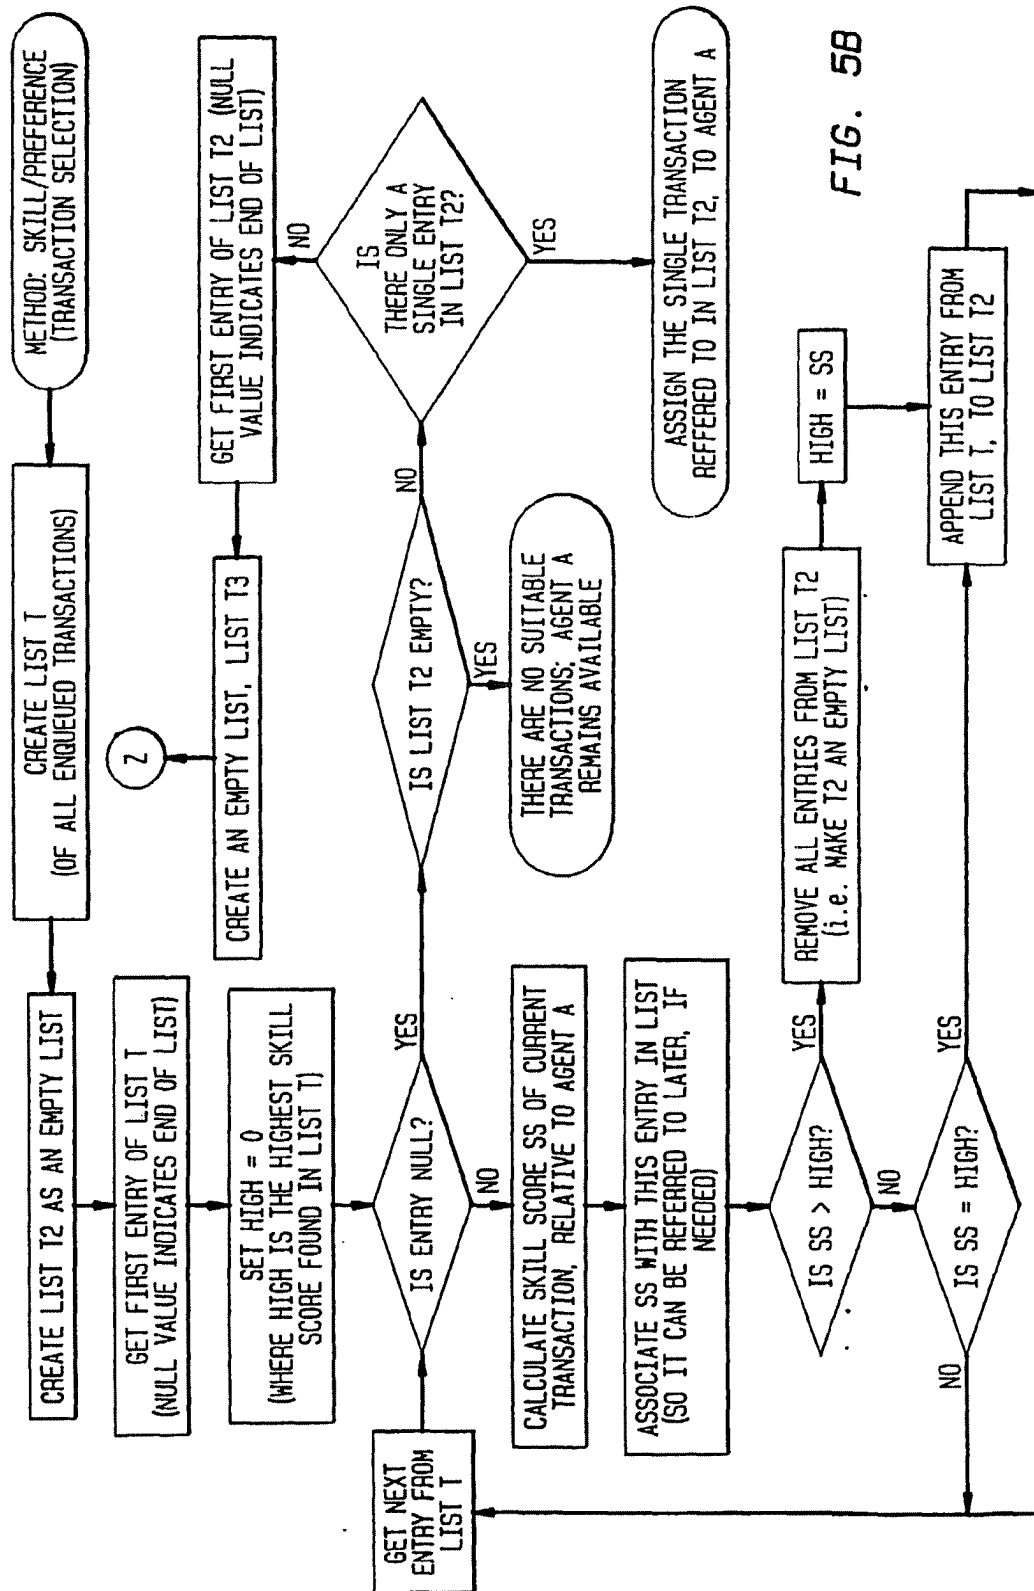 METHOD: SKILL/PREFERENCE
(TRANSACTION SELECTION)
CREATE LIST T
(OF ALL ENQUEUED TRANSACTIONS)
CREATE LIST T2 AS AN EMPTY LIST
GET FIRST ENTRY OF LIST T
(NULL VALUE INDICATES END OF LIST)
SET HIGH = 0
(WHERE HIGH IS THE HIGHEST SKILL
SCORE FOUND IN LIST T)
GET NEXT
ENTRY FROM
LIST T
IS ENTRY NULL?
YES
NO
IS LIST T2 EMPTY?
NO
YES
THERE ARE NO SUITABLE
TRANSACTIONS; AGENT A
REMAINS AVAILABLE
IS
THERE ONLY A
SINGLE ENTRY
IN LIST T2?
NO
YES
GET FIRST ENTRY OF LIST T2 (NULL
VALUE INDICATES END OF LIST)
CREATE AN EMPTY LIST, LIST T3
Z
ASSIGN THE SINGLE TRANSACTION
REFFERED TO IN LIST T2, TO AGENT A
CALCULATE SKILL SCORE SS OF CURRENT
TRANSACTION, RELATIVE TO AGENT A
ASSOCIATE SS WITH THIS ENTRY IN LIST
(SO IT CAN BE REFERRED TO LATER, IF
NEEDED)
IS SS > HIGH?
YES
NO
REMOVE ALL ENTRIES FROM LIST T2
(i.e. MAKE T2 AN EMPTY LIST)
HIGH = SS
IS SS = HIGH?
YES
NO
APPEND THIS ENTRY FROM
LIST T, TO LIST T2
FIG. 5B